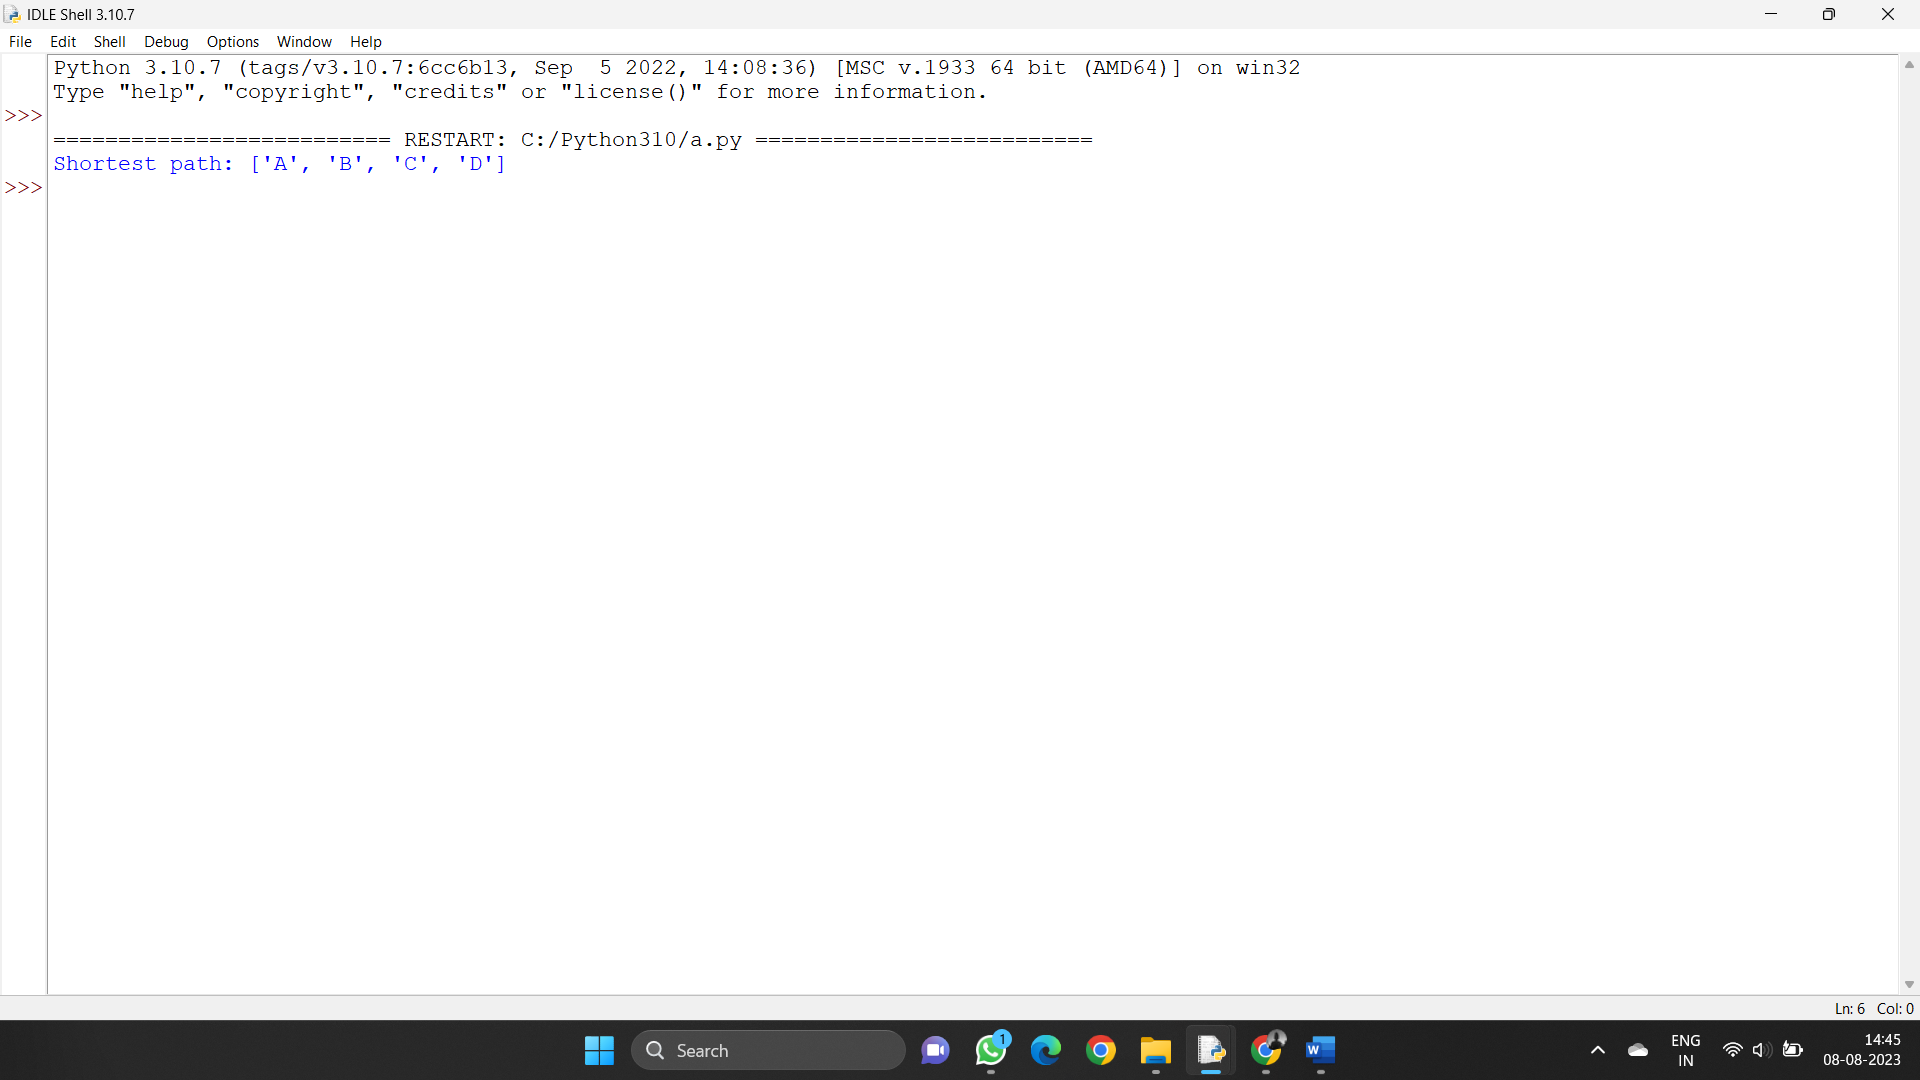 IDLE Shell 3.10.7
File Edit Shell Debug Options Window Help
Python 3.10.7 (tags/v3.10.7:6cc6b13, Sep  5 2022, 14:08:36) [MSC v.1933 64 bit (AMD64)] on win32
Type "help", "copyright", "credits" or "license()" for more information.
>>>
========================== RESTART: C:/Python310/a.py ==========================
Shortest path: ['A', 'B', 'C', 'D']
>>>
Ln: 6 Col: 0
Search
1
W
ENG
IN
14:45
08-08-2023